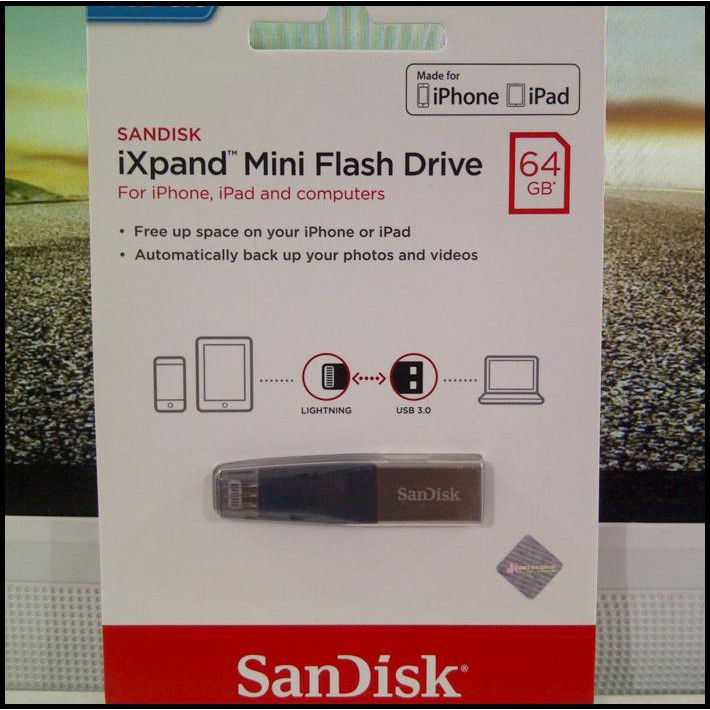 Made for
iPhone iPad
SANDISK
iXpand™ Mini Flash Drive
64
GB*
For iPhone, iPad and computers
• Free up space on your iPhone or iPad
• Automatically back up your photos and videos
LIGHTNING
USB 3.0
SanDisk
SanDisk®